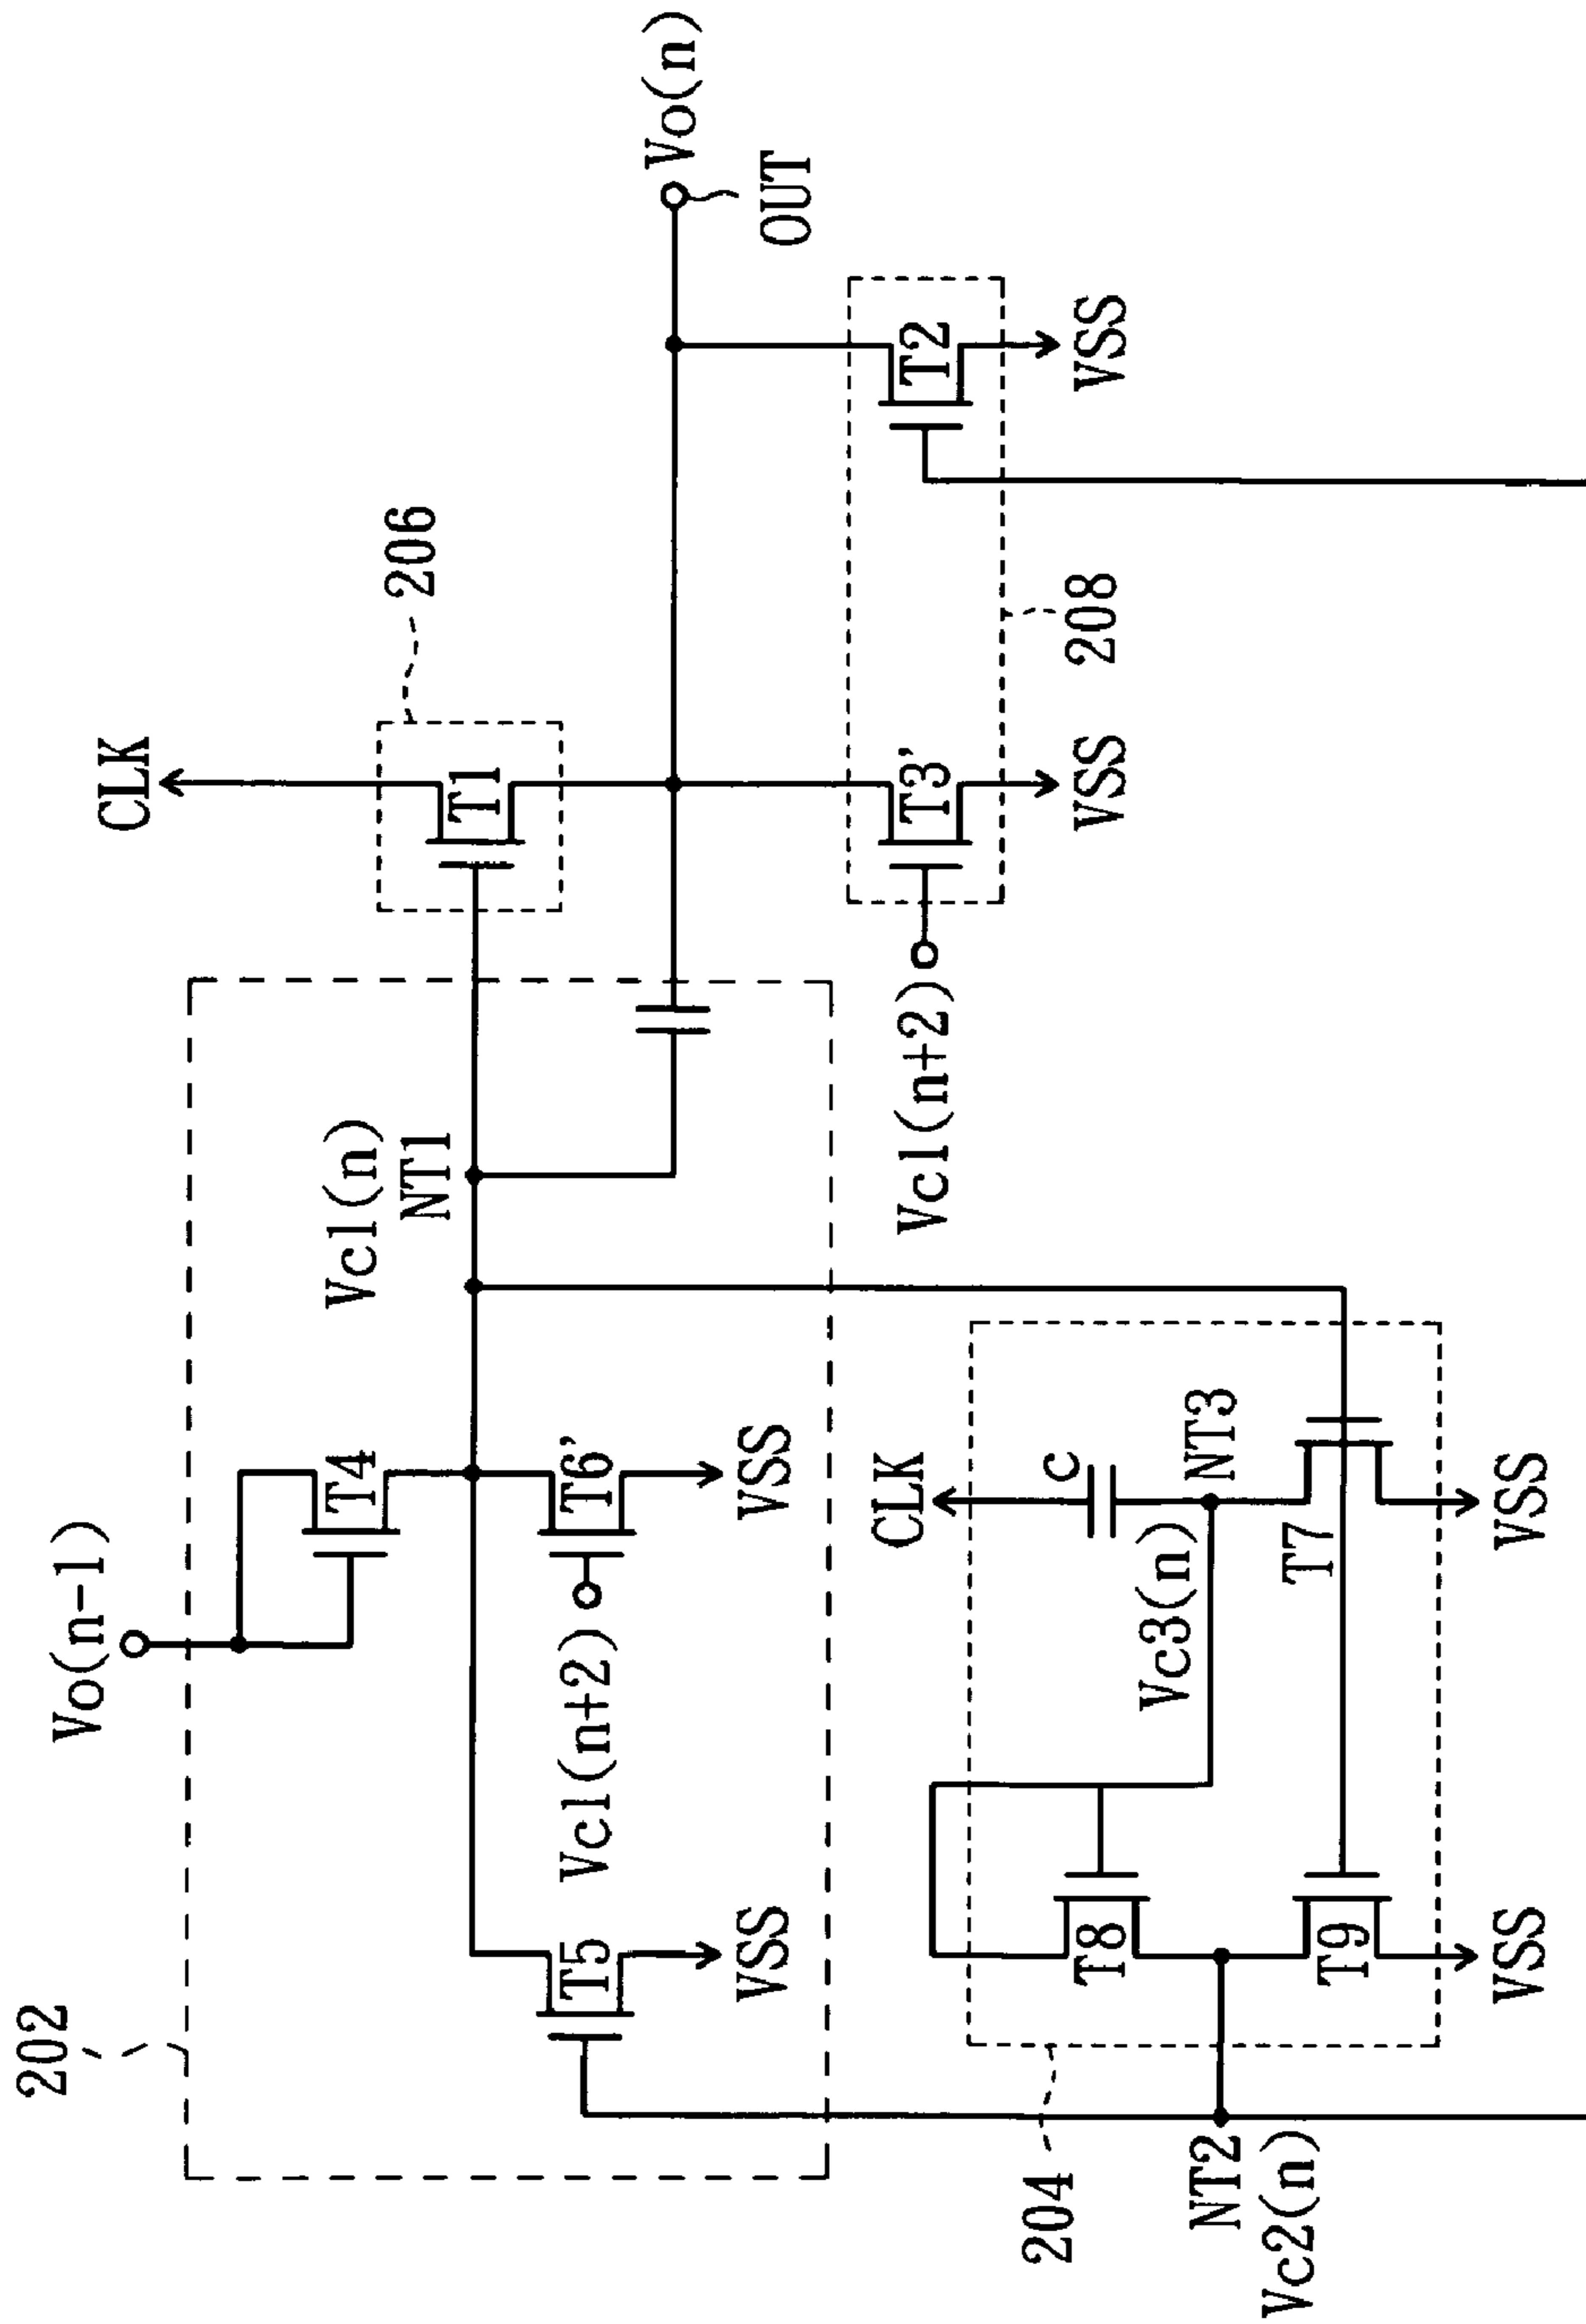 202
Vo(n-1)
CLK
T4
Vc1(n)
NT1
206
T1
T5
Vc1(n+2)
T6'
Vo(n)
VSS
VSS
OUT
CLK
Vc1(n+2)
T3'
T2
204
C
208
T8
VSS
VSS
Vc3(n)
NT2
NT3
Vc2(n)
T7
T9
VSS
VSS